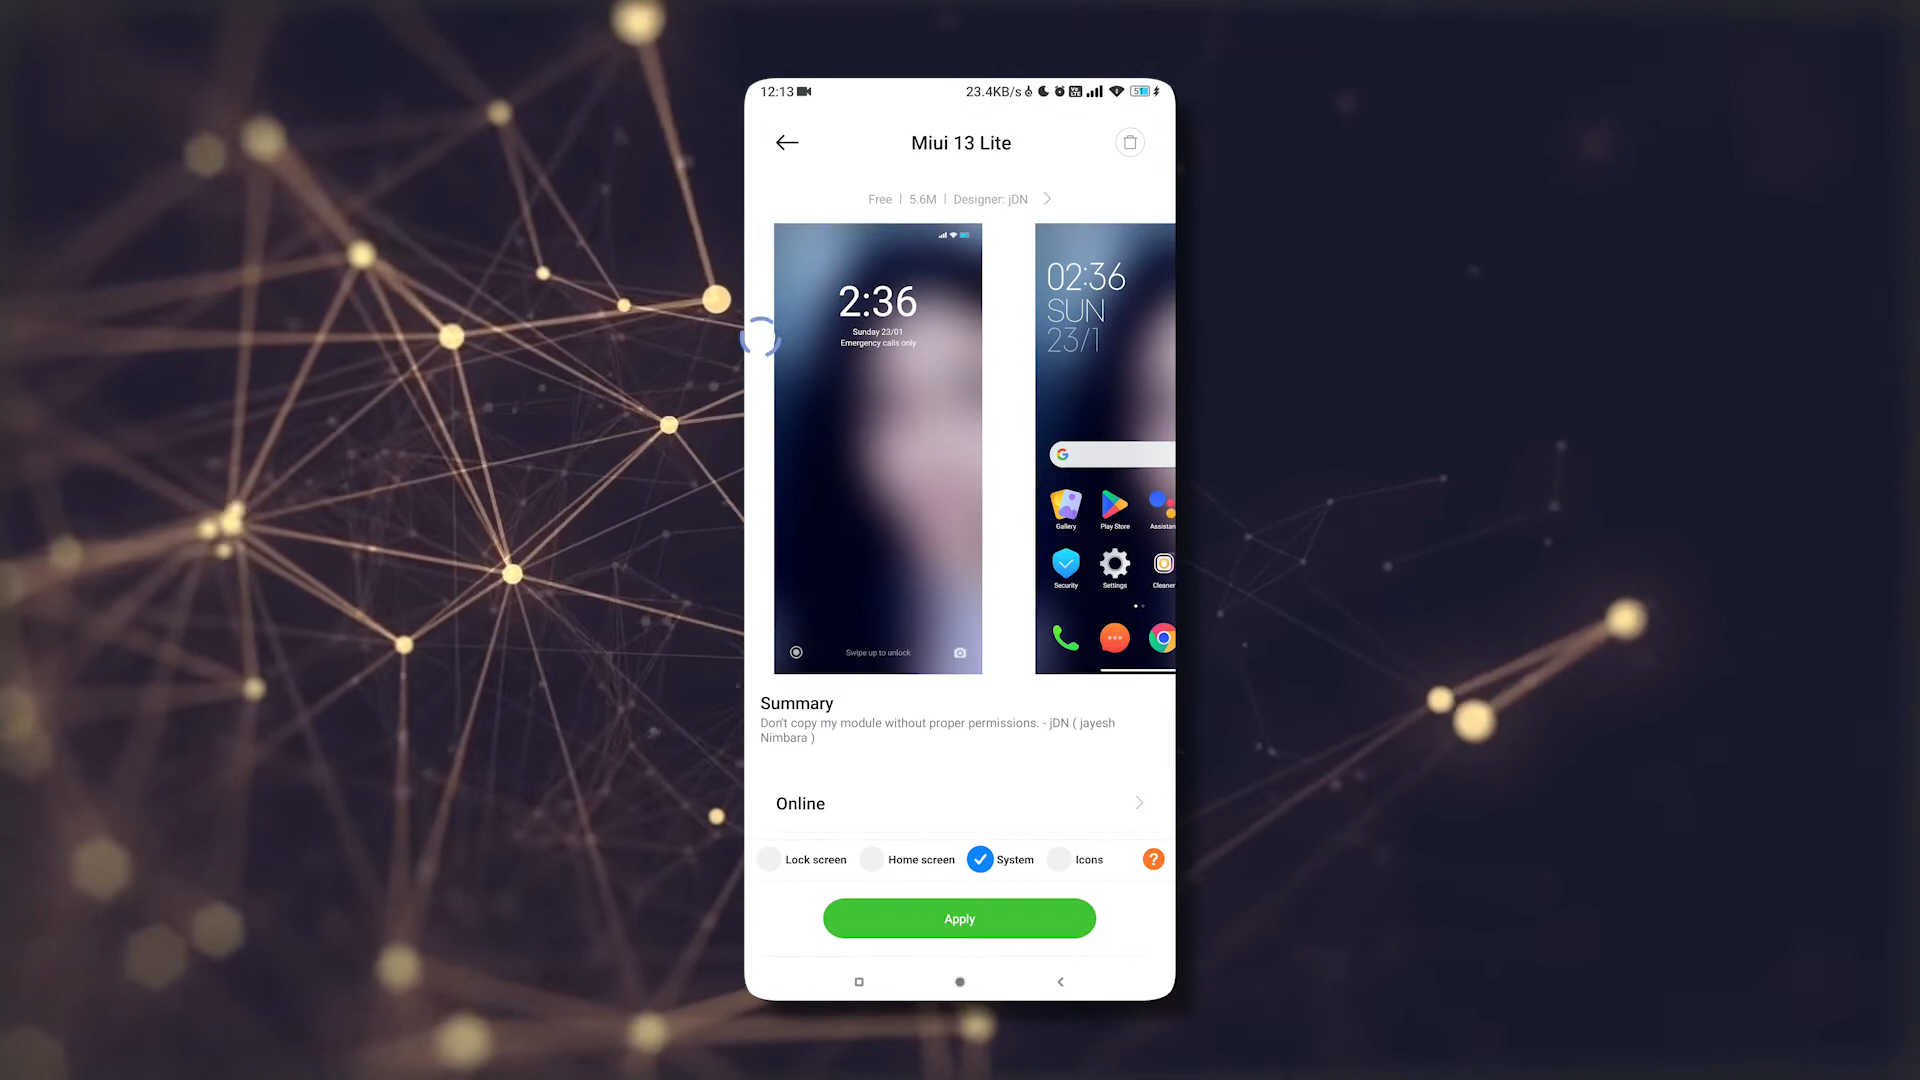 12:13
23.4KB/s
51
Miui 13 Lite
Free | 5.6M | Designer: jDN
2:36
Sunday 23/01
Emergency calls only
Swipe up to unlock
02:36
SUN
23/1
Gallery
Play Store
Assistan
Security
Settings
Cleaner
Summary
Don't copy my module without proper permissions. - jDN ( jayesh
Nimbara )
Online
Lock screen
Home screen
System
Icons
?
Apply